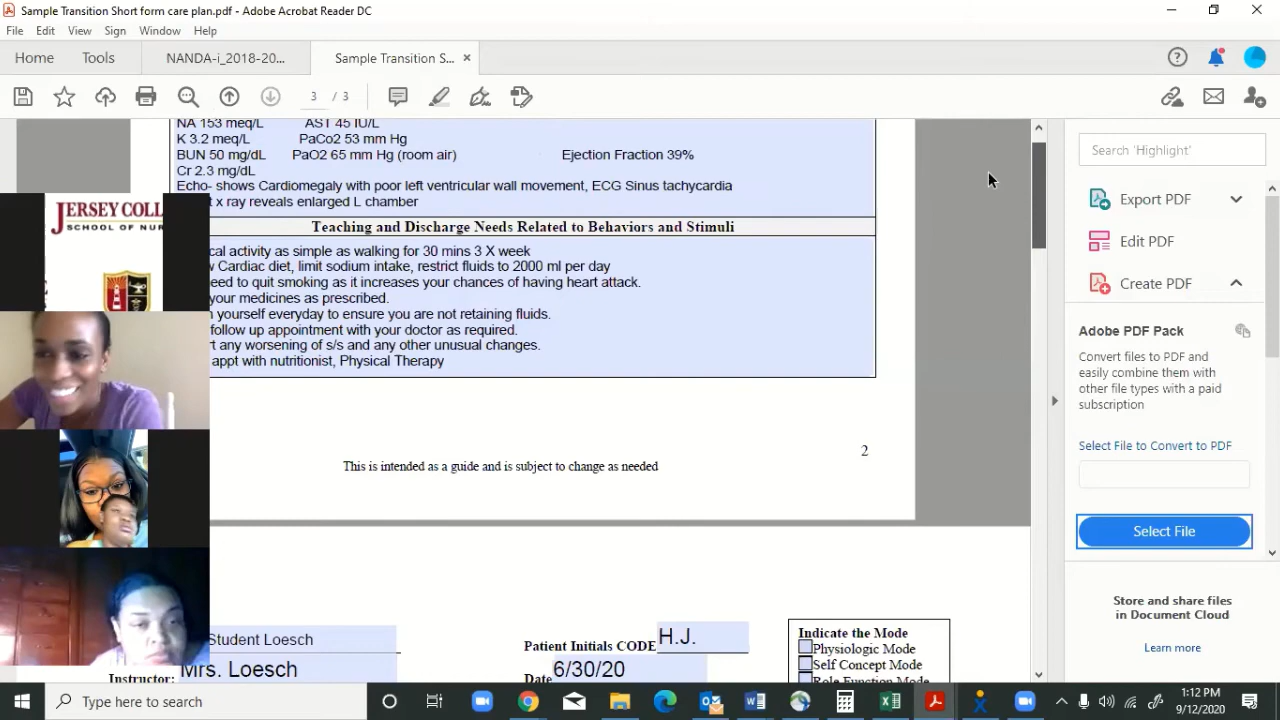 Sample Transition Short form care plan.pdf - Adobe Acrobat Reader DC
File Edit View Sign Window Help
Home Tools NANDA-i_2018-20... Sample Transition S... ×
3 / 3
NA 153 meq/L AST 45 IU/L
K 3.2 meq/L PaCo2 53 mm Hg
BUN 50 mg/dL PaO2 65 mm Hg (room air) Ejection Fraction 39%
Cr 2.3 mg/dL
Echo- shows Cardiomegaly with poor left ventricular wall movement, ECG Sinus tachycardia
x ray reveals enlarged L chamber
Teaching and Discharge Needs Related to Behaviors and Stimuli
activity as simple as walking for 30 mins 3 X week
Cardiac diet, limit sodium intake, restrict fluids to 2000 ml per day
need to quit smoking as it increases your chances of having heart attack.
your medicines as prescribed.
yourself everyday to ensure you are not retaining fluids.
follow up appointment with your doctor as required.
any worsening of s/s and any other unusual changes.
appt with nutritionist, Physical Therapy
2
This is intended as a guide and is subject to change as needed
Student Loesch
Patient Initials CODE H.J.
Instructor: Mrs. Loesch
Date 6/30/20
Indicate the Mode
Physiologic Mode
Self Concept Mode
Role Function Mode
JERSEY COLL
SCHOOL OF NUR
Search 'Highlight'
Export PDF
Edit PDF
Create PDF
Adobe PDF Pack
Convert files to PDF and
easily combine them with
other file types with a paid
subscription
Select File to Convert to PDF
Select File
Store and share files
in Document Cloud
Learn more
Type here to search
1:12 PM
9/12/2020